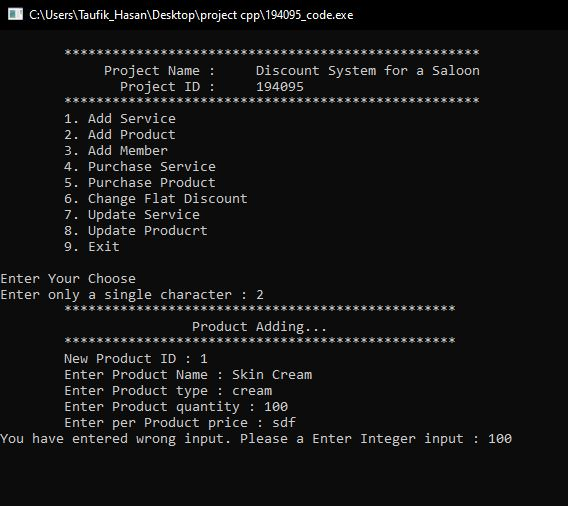 C:\Users\Taufik_Hasan\Desktop\project cpp\194095_code.exe
****************************************************
Project Name : Discount System for a Saloon
Project ID : 194095
****************************************************
1. Add Service
2. Add Product
3. Add Member
4. Purchase Service
5. Purchase Product
6. Change Flat Discount
7. Update Service
8. Update Producrt
9. Exit
Enter Your Choose
Enter only a single character : 2
*************************************************
Product Adding...
*************************************************
New Product ID : 1
Enter Product Name : Skin Cream
Enter Product type : cream
Enter Product quantity : 100
Enter per Product price : sdf
You have entered wrong input. Please a Enter Integer input : 100